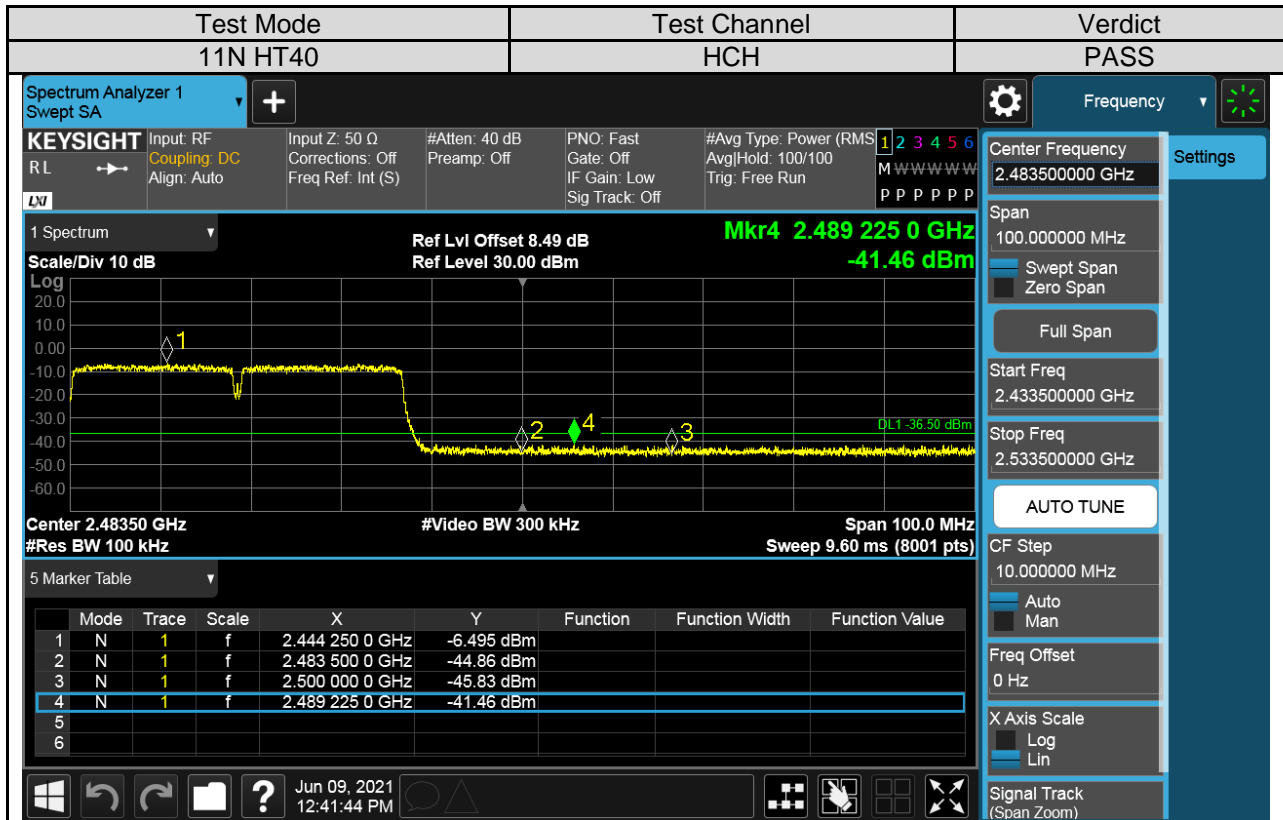 Test Mode Test Channel Verdict
11N HT40 HCH PASS
Spectrum Analyzer 1
Swept SA
+
Frequency
KEYSIGHT
RL
LXI
Input: RF
Coupling: DC
Align: Auto
Input Z: 50 Ω
Corrections: Off
Freq Ref: Int (S)
#Atten: 40 dB
Preamp: Off
PNO: Fast
Gate: Off
IF Gain: Low
Sig Track: Off
#Avg Type: Power (RMS
Avg|Hold: 100/100
Trig: Free Run
1 2 3 4 5 6
M W W W W W
P P P P P P
1 Spectrum
Scale/Div 10 dB
Ref Lvl Offset 8.49 dB
Ref Level 30.00 dBm
Mkr4 2.489 225 0 GHz
-41.46 dBm
Log
20.0
10.0
0.00
-10.0
-20.0
-30.0
-40.0
-50.0
-60.0
1
2
4
3
DL1 -36.50 dBm
Center 2.48350 GHz
#Res BW 100 kHz
#Video BW 300 kHz
Span 100.0 MHz
Sweep 9.60 ms (8001 pts)
5 Marker Table
Mode Trace Scale X Y Function Function Width Function Value
1 N 1 f 2.444 250 0 GHz -6.495 dBm
2 N 1 f 2.483 500 0 GHz -44.86 dBm
3 N 1 f 2.500 000 0 GHz -45.83 dBm
4 N 1 f 2.489 225 0 GHz -41.46 dBm
5
6
?
Jun 09, 2021
12:41:44 PM
Center Frequency
2.483500000 GHz
Settings
Span
100.000000 MHz
Swept Span
Zero Span
Full Span
Start Freq
2.433500000 GHz
Stop Freq
2.533500000 GHz
AUTO TUNE
CF Step
10.000000 MHz
Auto
Man
Freq Offset
0 Hz
X Axis Scale
Log
Lin
Signal Track
(Span Zoom)